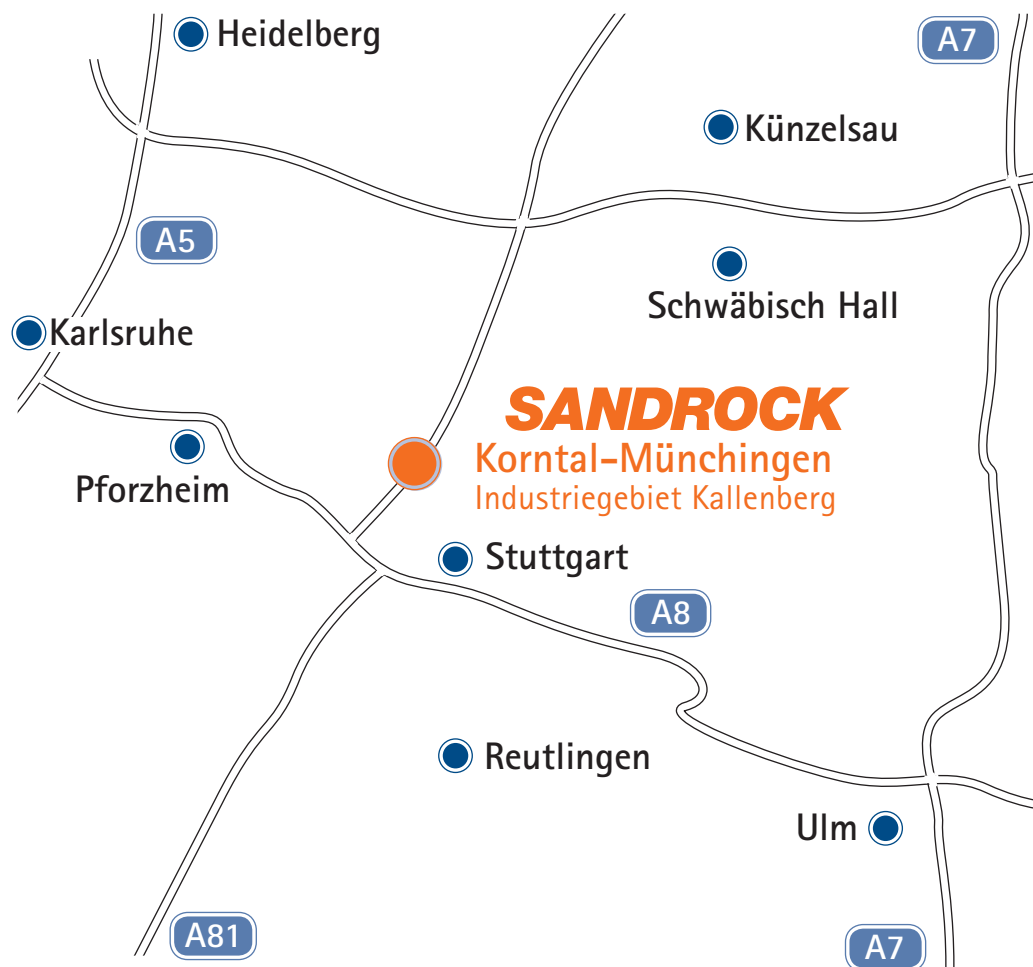 Heidelberg
A7
Künzelsau
A5
Schwäbisch Hall
Karlsruhe
SANDROCK
Korntal-Münchingen
Industriegebiet Kallenberg
Pforzheim
Stuttgart
A8
Reutlingen
Ulm
A81
A7